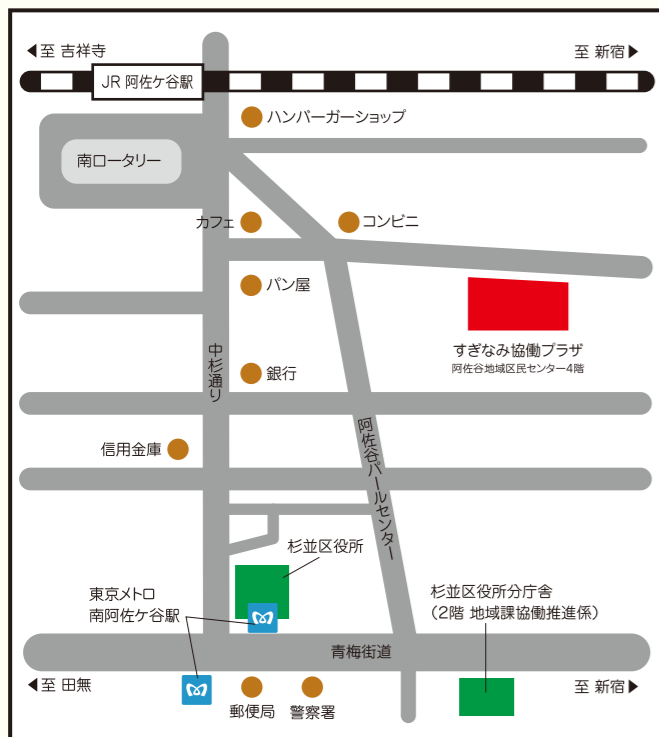 ◀至 吉祥寺
至 新宿▶
JR 阿佐ケ谷駅
ハンバーガーショップ
南ロータリー
カフェ
コンビニ
パン屋
すぎなみ協働プラザ
阿佐谷地域区民センター4階
中杉通り
銀行
阿佐谷パールセンター
信用金庫
杉並区役所
東京メトロ
南阿佐ケ谷駅
杉並区役所分庁舎
(2階 地域課協働推進係)
青梅街道
◀至 田無
郵便局
警察署
至 新宿▶